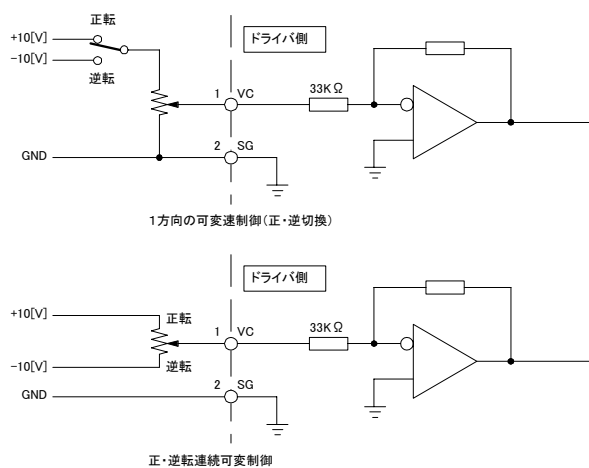 正転
+10[V]
−10[V]
逆転
ドライバ側
1 VC
33KΩ
GND
2 SG
1方向の可変速制御(正・逆切換)
ドライバ側
+10[V]
正転
1 VC
33KΩ
−10[V]
逆転
GND
2 SG
正・逆転連続可変制御